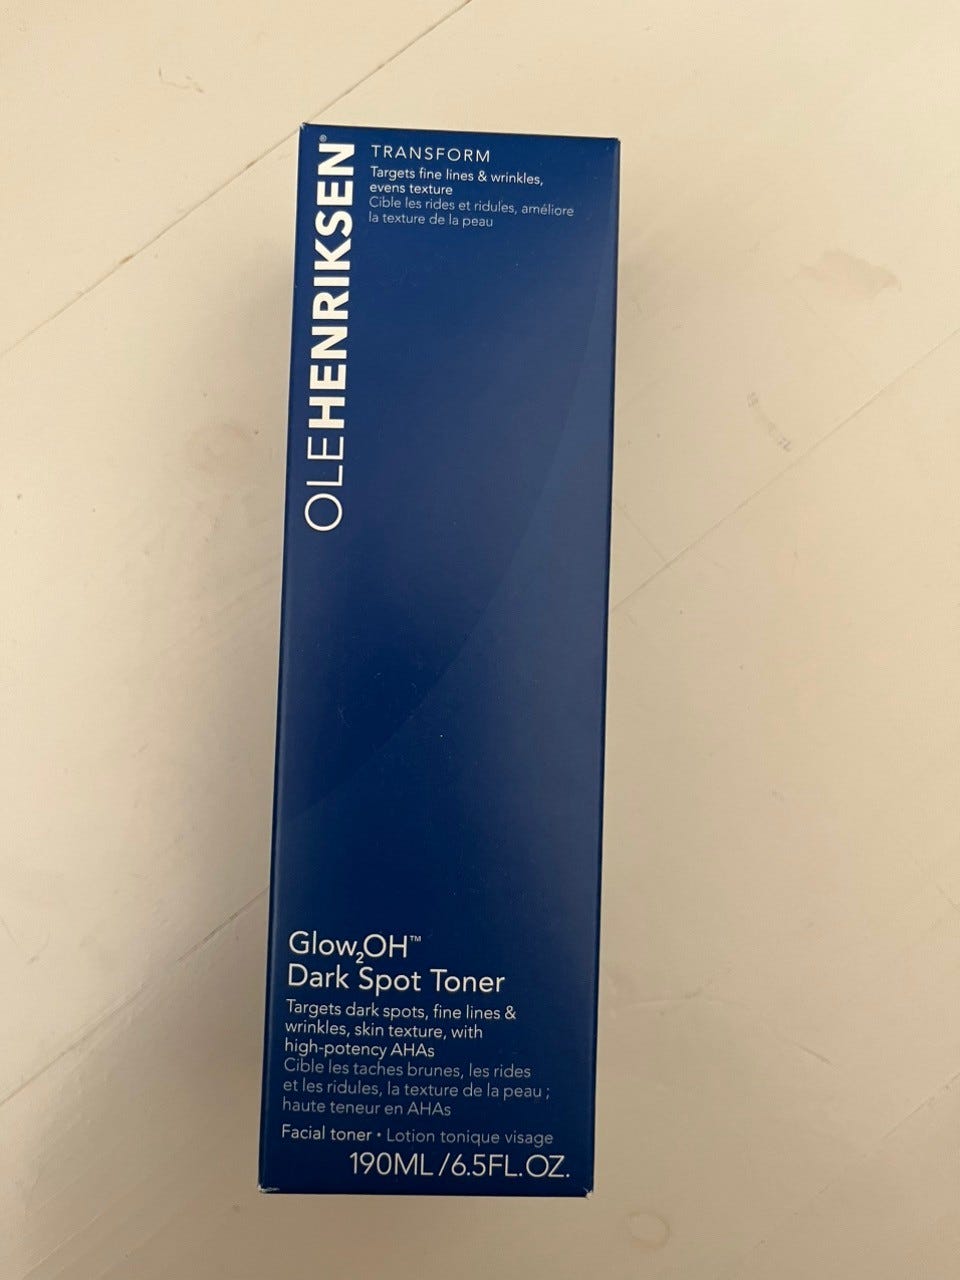 OLEHENRIKSEN®
TRANSFORM
Targets fine lines & wrinkles,
evens texture
Cible les rides et ridules, améliore
la texture de la peau
Glow₂OH™
Dark Spot Toner
Targets dark spots, fine lines &
wrinkles, skin texture, with
high-potency AHAs
Cible les taches brunes, les rides
et les ridules, la texture de la peau ;
haute teneur en AHAs
Facial toner • Lotion tonique visage
190ML/6.5FL.OZ.